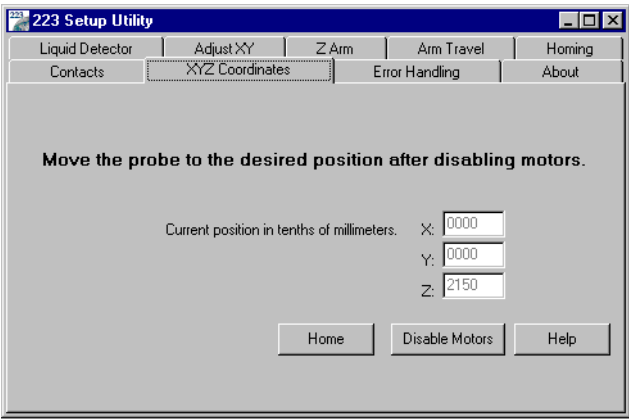 223 Setup Utility
Liquid Detector Adjust XY Z Arm Arm Travel Homing
Contacts XYZ Coordinates Error Handling About
Move the probe to the desired position after disabling motors.
Current position in tenths of millimeters. X: 0000
Y: 0000
Z: 2150
Home Disable Motors Help